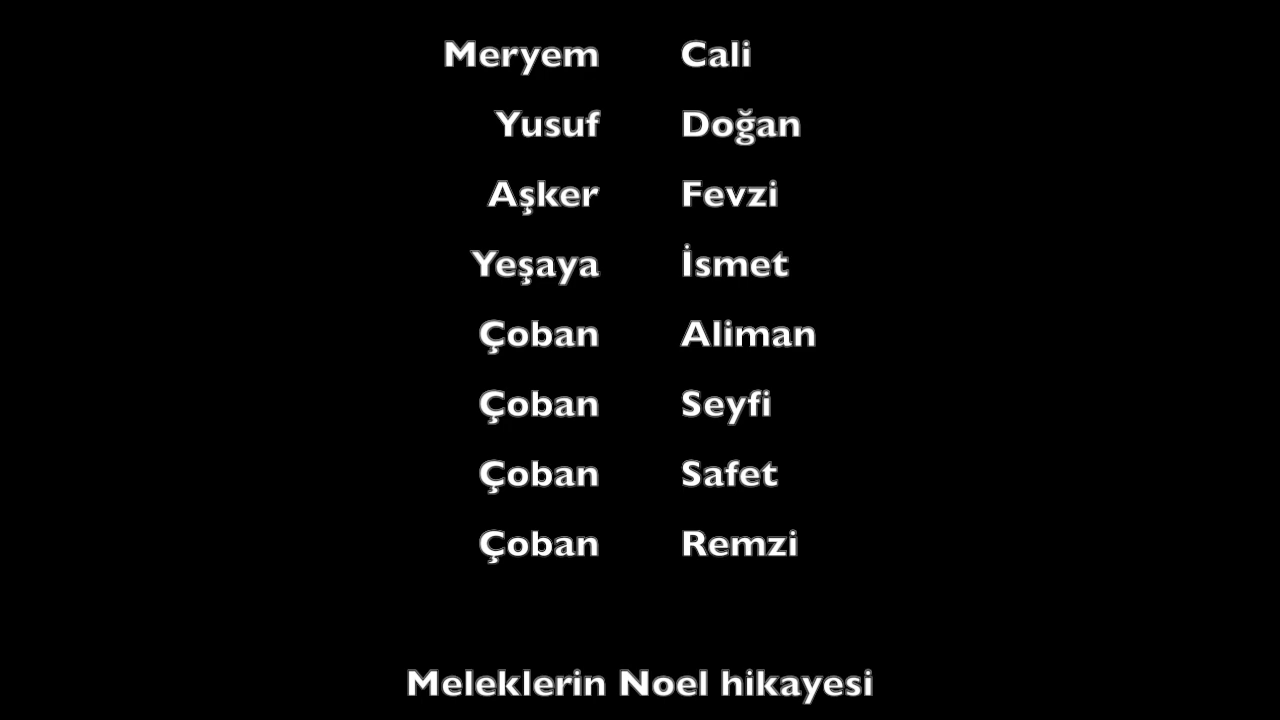 Meryem Cali
Yusuf Doğan
Aşker Fevzi
Yeşaya İsmet
Çoban Aliman
Çoban Seyfi
Çoban Safet
Çoban Remzi
Meleklerin Noel hikayesi